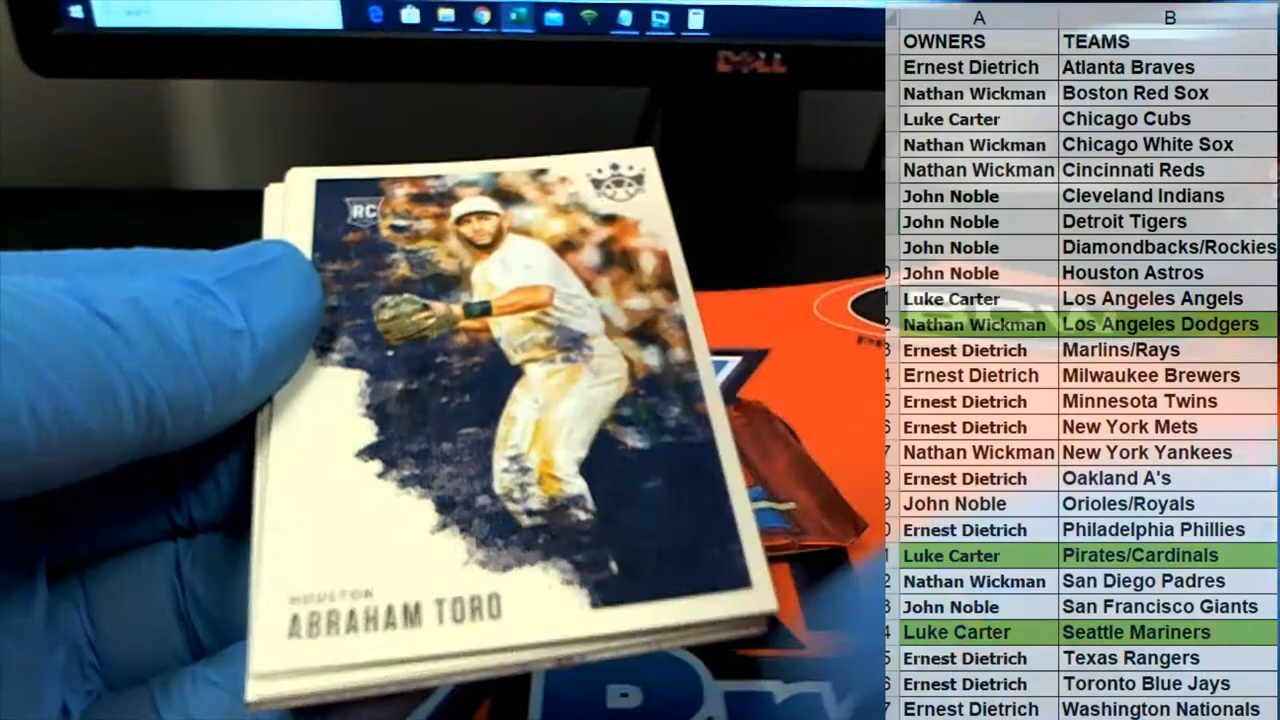 DELL
RC
HOUSTON
ABRAHAM TORO
A B
OWNERS TEAMS
Ernest Dietrich Atlanta Braves
Nathan Wickman Boston Red Sox
Luke Carter Chicago Cubs
Nathan Wickman Chicago White Sox
Nathan Wickman Cincinnati Reds
John Noble Cleveland Indians
John Noble Detroit Tigers
John Noble Diamondbacks/Rockies
John Noble Houston Astros
Luke Carter Los Angeles Angels
Nathan Wickman Los Angeles Dodgers
Ernest Dietrich Marlins/Rays
Ernest Dietrich Milwaukee Brewers
Ernest Dietrich Minnesota Twins
Ernest Dietrich New York Mets
Nathan Wickman New York Yankees
Ernest Dietrich Oakland A's
John Noble Orioles/Royals
Ernest Dietrich Philadelphia Phillies
Luke Carter Pirates/Cardinals
Nathan Wickman San Diego Padres
John Noble San Francisco Giants
Luke Carter Seattle Mariners
Ernest Dietrich Texas Rangers
Ernest Dietrich Toronto Blue Jays
Ernest Dietrich Washington Nationals